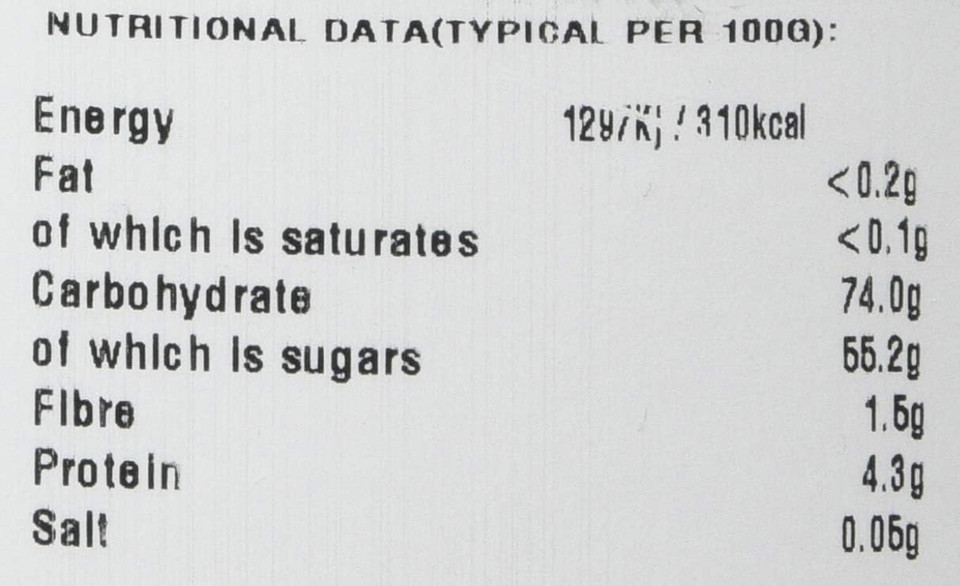 NUTRITIONAL DATA(TYPICAL PER 100G):
Energy 1297Kj / 310kcal
Fat <0.2g
of which is saturates <0.1g
Carbohydrate 74.0g
of which is sugars 55.2g
Fibre 1.5g
Protein 4.3g
Salt 0.05g